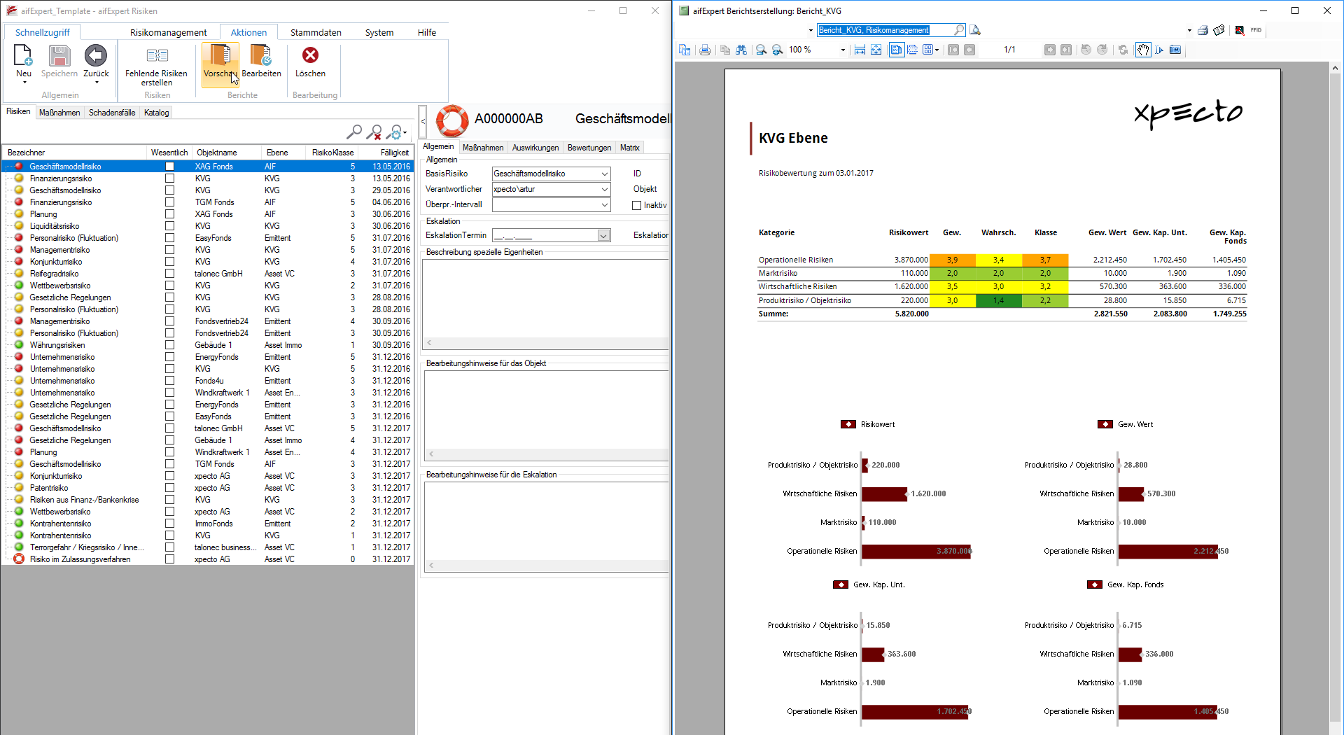 aifExpert_Template - aifExpert Risiken
Schnellzugriff Risikomanagement Aktionen Stammdaten System Hilfe
Neu Speichern Zurück Fehlende Risiken erstellen Vorschau Bearbeiten Löschen
Allgemein Risiken Berichte Bearbeitung
Risiken Maßnahmen Schadensfälle Katalog
Bezeichner Wesentlich Objektname Ebene RisikoKlasse Fälligkeit
Geschäftsmodellrisiko XAG Fonds AIF 5 13.05.2016
Finanzierungsrisiko KVG KVG 3 13.05.2016
Geschäftsmodellrisiko KVG KVG 3 29.05.2016
Finanzierungsrisiko TGM Fonds AIF 5 04.06.2016
Planung XAG Fonds AIF 3 30.06.2016
Liquiditätsrisiko KVG KVG 3 30.06.2016
Personalrisiko (Fluktuation) EasyFonds Emittent 5 31.07.2016
Managementrisiko KVG KVG 5 31.07.2016
Konjunkturrisiko KVG KVG 4 31.07.2016
Reifegradrisiko talonec GmbH Asset VC 3 31.07.2016
Wettbewerbsrisiko KVG KVG 2 31.07.2016
Gesetzliche Regelungen KVG KVG 3 28.08.2016
Personalrisiko (Fluktuation) KVG KVG 3 28.08.2016
Managementrisiko Fondsvertrieb24 Emittent 4 30.09.2016
Personalrisiko (Fluktuation) Fondsvertrieb24 Emittent 3 30.09.2016
Währungsrisiken Gebäude 1 Asset Immo 1 30.09.2016
Unternehmensrisiko EnergyFonds Emittent 5 31.12.2016
Unternehmensrisiko KVG KVG 5 31.12.2016
Unternehmensrisiko Fonds4u Emittent 3 31.12.2016
Unternehmensrisiko Windkraftwerk 1 Asset En... 3 31.12.2016
Gesetzliche Regelungen EnergyFonds Emittent 3 31.12.2016
Gesetzliche Regelungen EasyFonds Emittent 3 31.12.2016
Geschäftsmodellrisiko talonec GmbH Asset VC 5 31.12.2017
Gesetzliche Regelungen Gebäude 1 Asset Immo 4 31.12.2017
Planung Windkraftwerk 1 Asset En... 4 31.12.2017
Geschäftsmodellrisiko TGM Fonds AIF 3 31.12.2017
Konjunkturrisiko xpecto AG Asset VC 3 31.12.2017
Patentrisiko xpecto AG Asset VC 3 31.12.2017
Risiken aus Finanz-/Bankenkrise KVG KVG 3 31.12.2017
Wettbewerbsrisiko xpecto AG Asset VC 2 31.12.2017
Kontrahentenrisiko ImmoFonds Emittent 2 31.12.2017
Kontrahentenrisiko KVG KVG 1 31.12.2017
Terrorgefahr / Kriegsrisiko / Inne... talonec business... Asset VC 1 31.12.2017
Risiko im Zulassungsverfahren xpecto AG Asset VC 0 31.12.2017
< A000000AB Geschäftsmodel
Allgemein Maßnahmen Auswirkungen Bewertungen Matrix
Allgemein
BasisRisiko Geschäftsmodellrisiko ID
Verantwortlicher xpecto\artur Objekt
Überpr.-Intervall Inaktiv
Eskalation
EskalationTermin __.__.____ Eskalation
Beschreibung spezielle Eigenheiten
Bearbeitungshinweise für das Objekt
Bearbeitungshinweise für die Eskalation
aifExpert Berichtserstellung: Bericht_KVG
Bericht_KVG, Risikomanagement
100 % 1/1
xpecto
KVG Ebene
Risikobewertung zum 03.01.2017
Kategorie Risikowert Gew. Wahrsch. Klasse Gew. Wert Gew. Kap. Unt. Gew. Kap. Fonds
Operationelle Risiken 3.870.000 3,9 3,4 3,7 2.212.450 1.702.450 1.405.450
Marktrisiko 110.000 2,0 2,0 2,0 10.000 1.900 1.090
Wirtschaftliche Risiken 1.620.000 3,5 3,0 3,2 570.300 363.600 336.000
Produktrisiko / Objektrisiko 220.000 3,0 1,4 2,2 28.800 15.850 6.715
Summe: 5.820.000 2.821.550 2.083.800 1.749.255
Risikowert
Produktrisiko / Objektrisiko 220.000
Wirtschaftliche Risiken 1.620.000
Marktrisiko 110.000
Operationelle Risiken 3.870.000
Gew. Wert
Produktrisiko / Objektrisiko 28.800
Wirtschaftliche Risiken 570.300
Marktrisiko 10.000
Operationelle Risiken 2.212.450
Gew. Kap. Unt.
Produktrisiko / Objektrisiko 15.850
Wirtschaftliche Risiken 363.600
Marktrisiko 1.900
Operationelle Risiken 1.702.450
Gew. Kap. Fonds
Produktrisiko / Objektrisiko 6.715
Wirtschaftliche Risiken 336.000
Marktrisiko 1.090
Operationelle Risiken 1.405.450